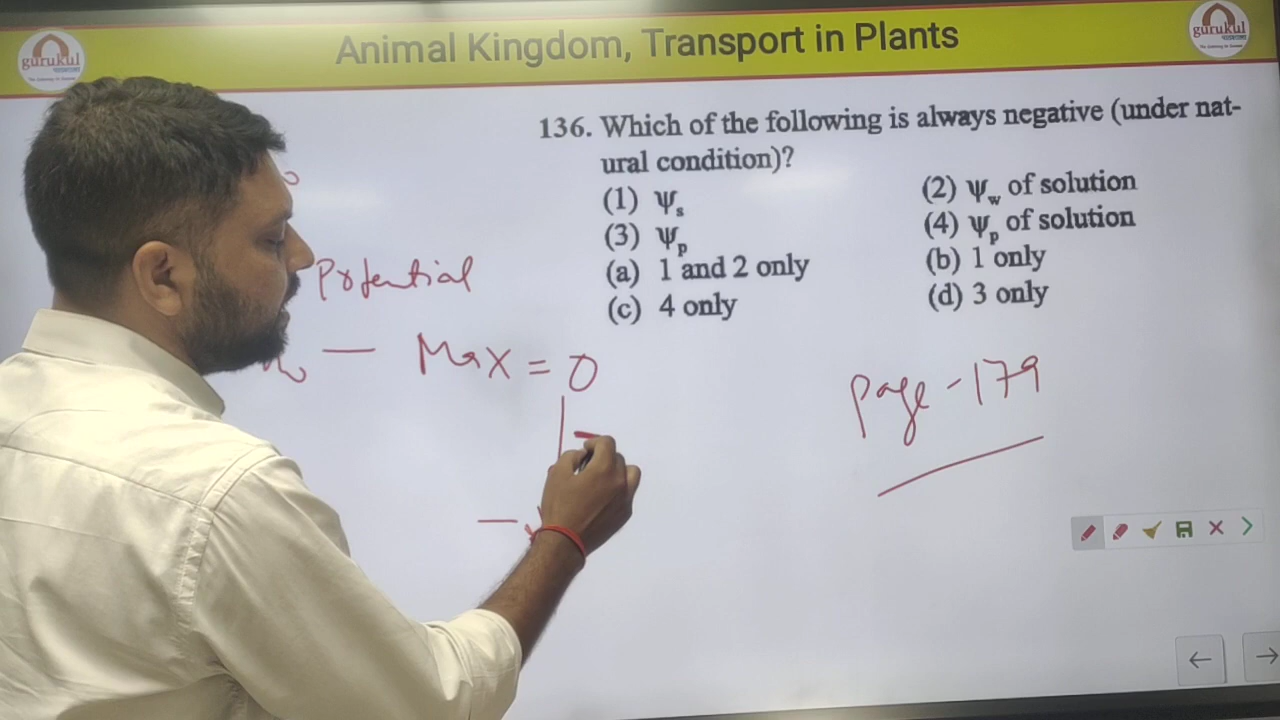 gurukul
Animal Kingdom, Transport in Plants
gurukul
136. Which of the following is always negative (under nat-
ural condition)?
(1) Ψs
(2) Ψw of solution
(3) Ψp
(4) Ψp of solution
(a) 1 and 2 only
(b) 1 only
(c) 4 only
(d) 3 only
Potential
— Max = 0
Page - 179